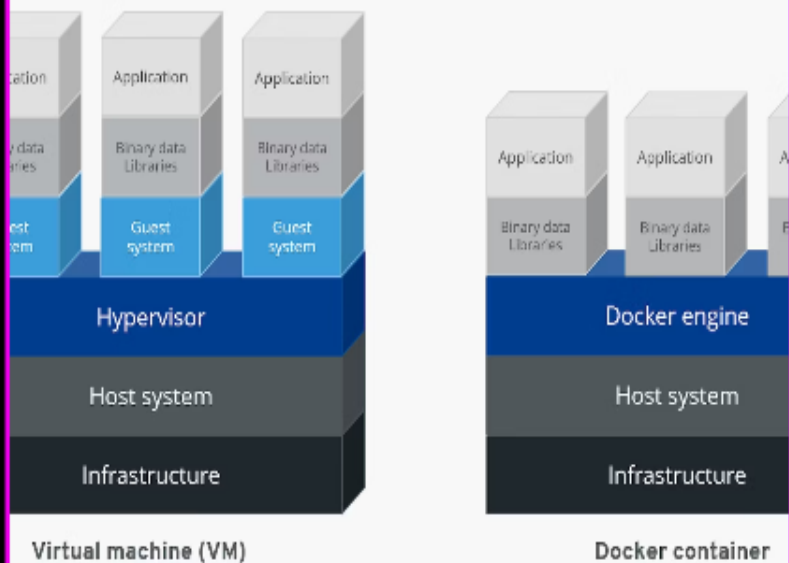 Application
Application
Binary data
Libraries
Binary data
Libraries
Guest
system
Guest
system
Hypervisor
Host system
Infrastructure
Virtual machine (VM)
Application
Application
Binary data
Libraries
Binary data
Libraries
Docker engine
Host system
Infrastructure
Docker container